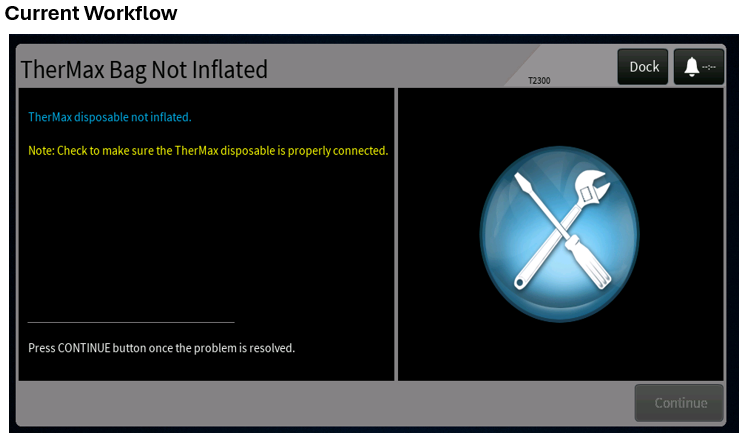 Current Workflow
TherMax Bag Not Inflated
T2300
Dock
--:--
TherMax disposable not inflated.
Note: Check to make sure the TherMax disposable is properly connected.
Press CONTINUE button once the problem is resolved.
Continue